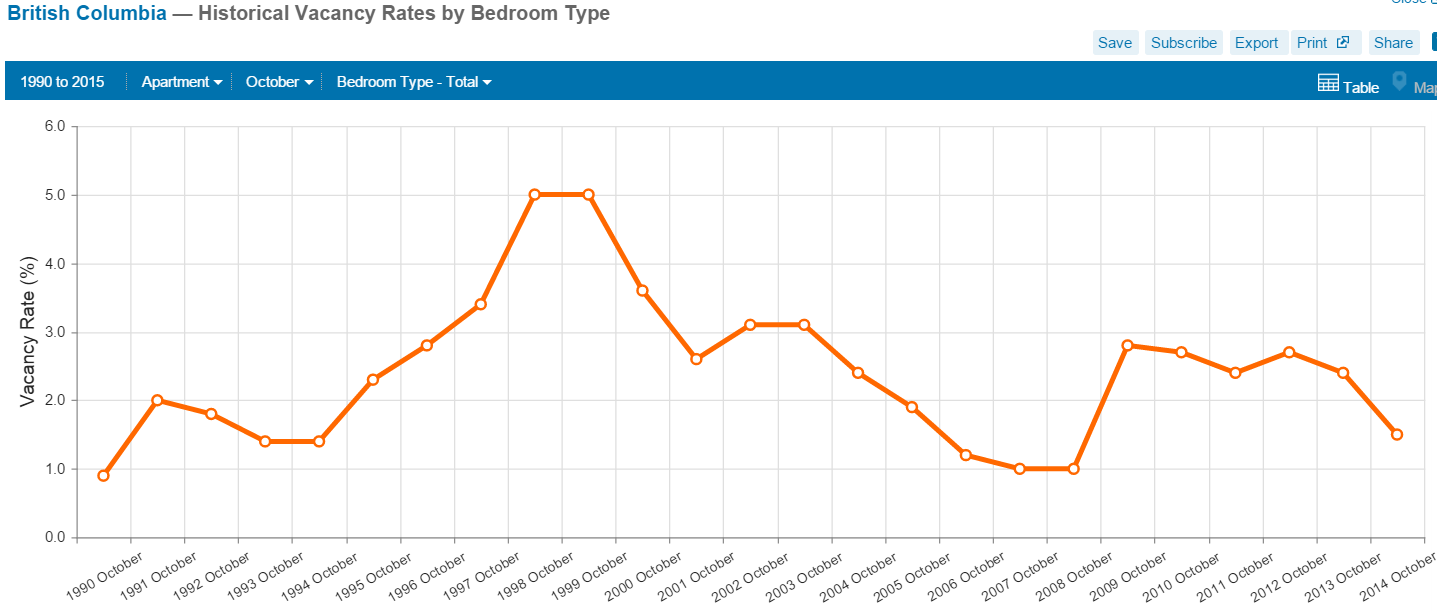 Close
British Columbia — Historical Vacancy Rates by Bedroom Type
Save Subscribe Export Print Share
1990 to 2015 Apartment October Bedroom Type - Total Table
6.0
5.0
4.0
3.0
2.0
1.0
0.0
Vacancy Rate (%)
1990 October
1991 October
1992 October
1993 October
1994 October
1995 October
1996 October
1997 October
1998 October
1999 October
2000 October
2001 October
2002 October
2003 October
2004 October
2005 October
2006 October
2007 October
2008 October
2009 October
2010 October
2011 October
2012 October
2013 October
2014 October